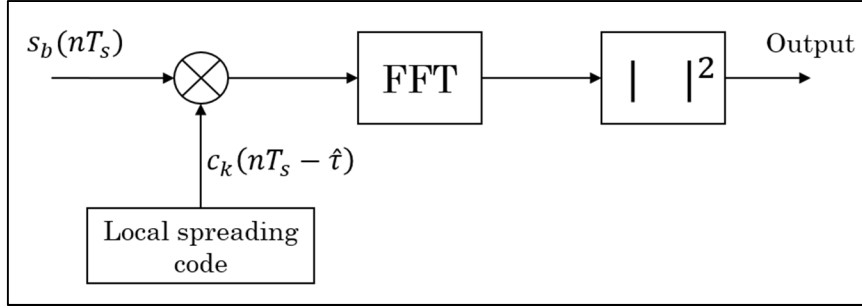 s_b(nT_s)
Output
FFT
| |²
c_k(nT_s − τ̂)
Local spreading
code